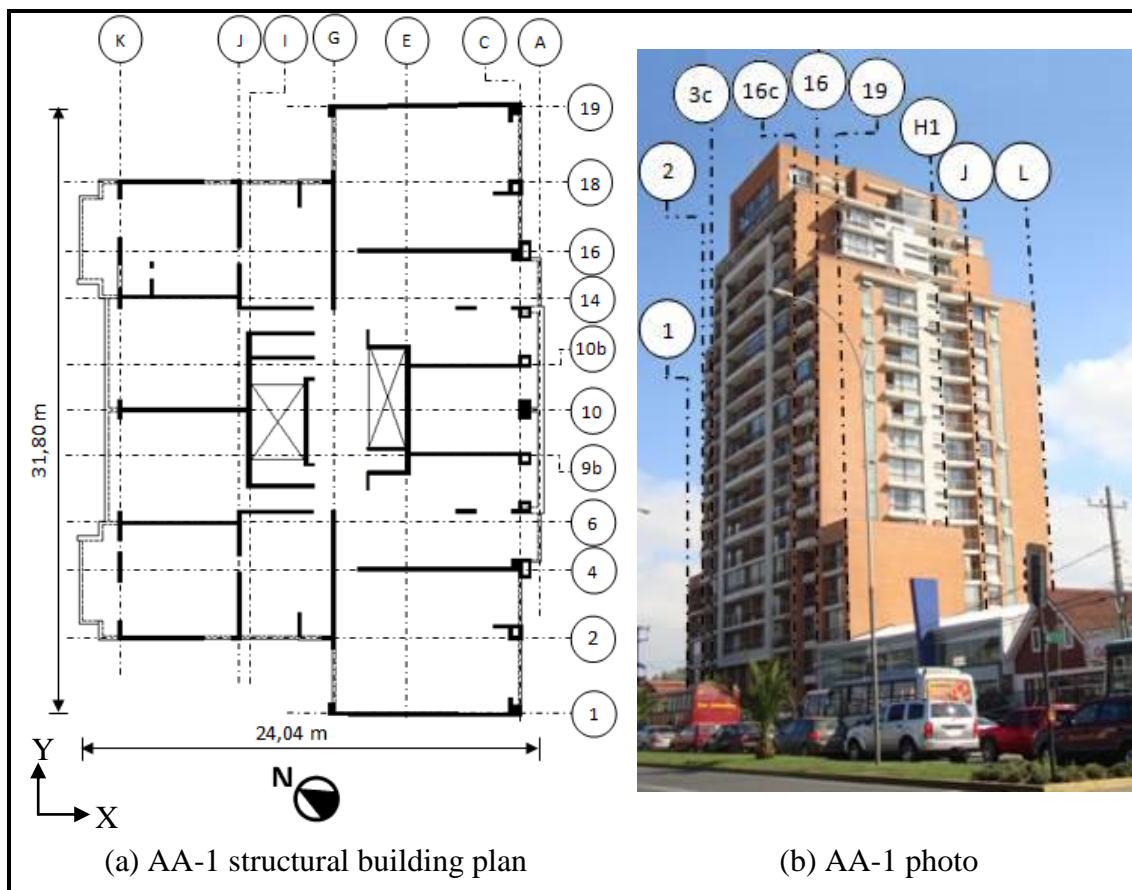 K J I G E C A
19
18
16
14
10b
10
9b
6
4
2
1
31,80 m
24,04 m
Y
X
N
(a) AA-1 structural building plan
3c 16c 16 19
H1
2 J L
1
(b) AA-1 photo